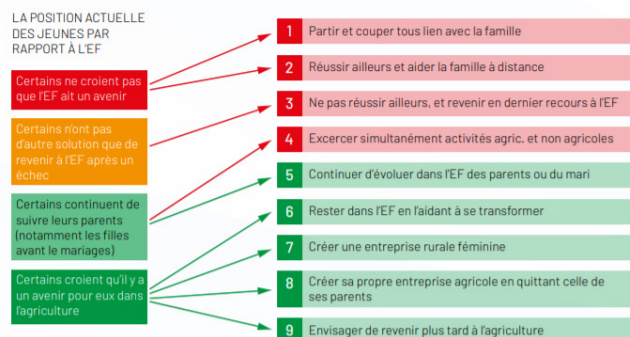 LA POSITION ACTUELLE
DES JEUNES PAR
RAPPORT À L'EF
Certains ne croient pas
que l'EF ait un avenir
Certains n'ont pas
d'autre solution que de
revenir à l'EF après un
échec
Certains continuent de
suivre leurs parents
(notamment les filles
avant le mariages)
Certains croient qu'il y a
un avenir pour eux dans
l'agriculture
1 Partir et couper tous lien avec la famille
2 Réussir ailleurs et aider la famille à distance
3 Ne pas réussir ailleurs, et revenir en dernier recours à l'EF
4 Excercer simultanément activités agric. et non agricoles
5 Continuer d'évoluer dans l'EF des parents ou du mari
6 Rester dans l'EF en l'aidant à se transformer
7 Créer une entreprise rurale féminine
8 Créer sa propre entreprise agricole en quittant celle de
ses parents
9 Envisager de revenir plus tard à l'agriculture